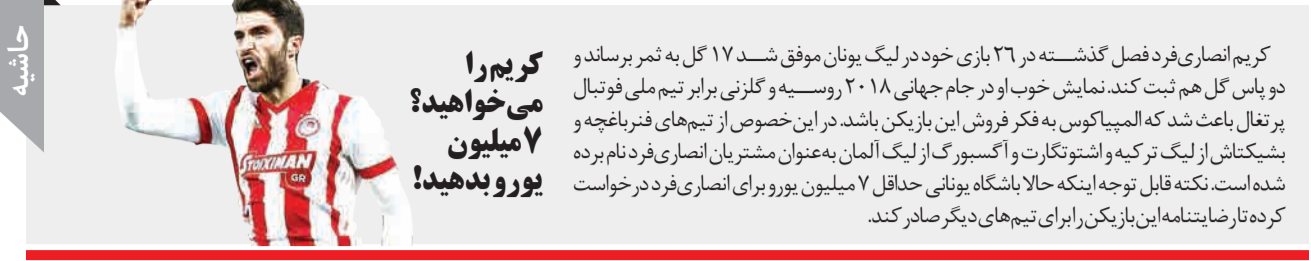 حاشیه
کریم را
می‌خواهید؟
۷میلیون
یورو بدهید!
کریم انصاری‌فرد فصل گذشـــته در ۲۶ بازی خود در لیگ یونان موفق شـــد ۱۷ گل به ثمر برساند و
دو پاس گل هم ثبت کند. نمایش خوب او در جام جهانی ۲۰۱۸ روســـیه و گلزنی برابر تیم ملی فوتبال
پرتغال باعث شد که المپیاکوس به فکر فروش این بازیکن باشد. در این خصوص از تیم‌های فنرباغچه و
بشیکتاش از لیگ ترکیه و اشتوتگارت و آگسبورگ از لیگ آلمان به‌عنوان مشتریان انصاری‌فرد نام برده
شده است. نکته قابل توجه اینکه حالا باشگاه یونانی حداقل ۷ میلیون یورو برای انصاری‌فرد درخواست
کرده تا رضایتنامه این بازیکن را برای تیم‌های دیگر صادر کند.
STOIXIMAN
GR